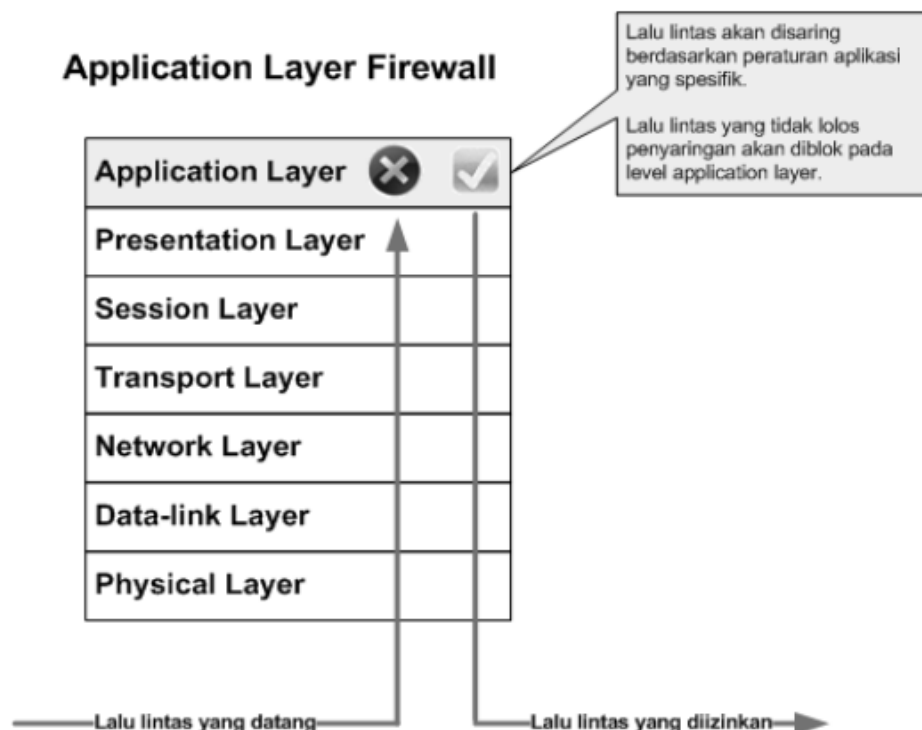 Application Layer Firewall
Lalu lintas akan disaring
berdasarkan peraturan aplikasi
yang spesifik.
Lalu lintas yang tidak lolos
penyaringan akan diblok pada
level application layer.
Application Layer
Presentation Layer
Session Layer
Transport Layer
Network Layer
Data-link Layer
Physical Layer
Lalu lintas yang datang
Lalu lintas yang diizinkan